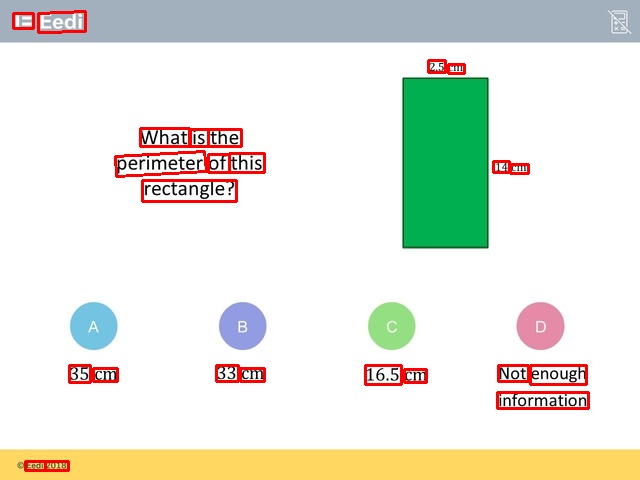 Eedi
2.5 cm
What is the
perimeter of this
rectangle?
14 cm
A
B
C
D
35 cm
33 cm
16.5 cm
Not enough
information
© Eedi 2018